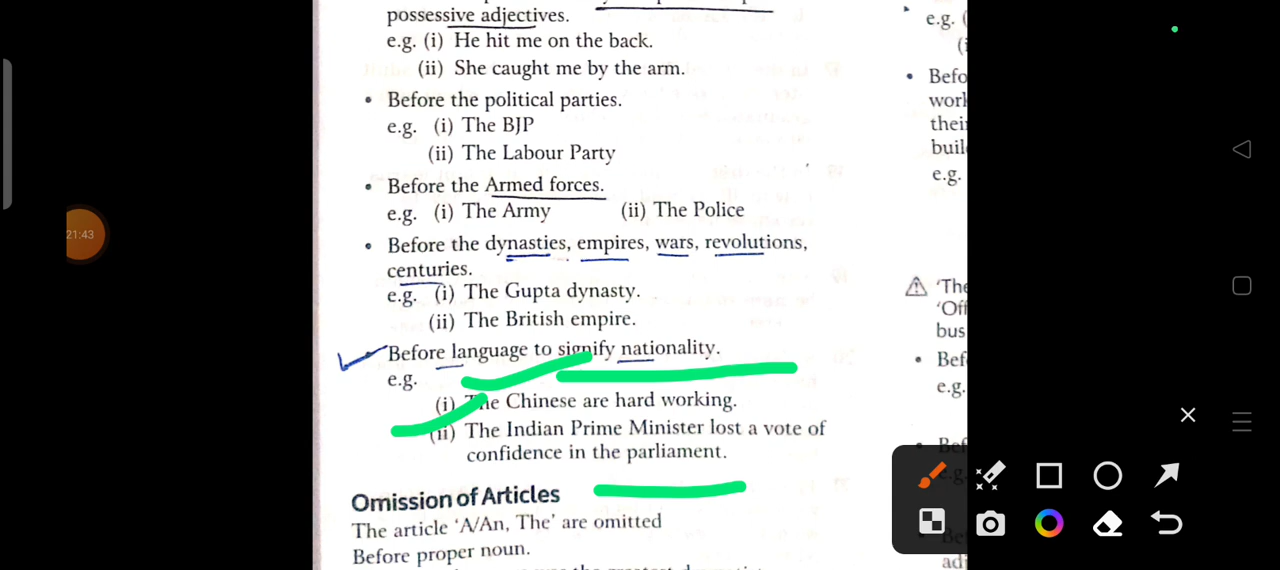 possessive adjectives.
e.g. (i) He hit me on the back.
(ii) She caught me by the arm.
• Before the political parties.
e.g. (i) The BJP
(ii) The Labour Party
• Before the Armed forces.
e.g. (i) The Army (ii) The Police
• Before the dynasties, empires, wars, revolutions,
centuries.
e.g. (i) The Gupta dynasty.
(ii) The British empire.
Before language to signify nationality.
e.g.
(i) The Chinese are hard working.
(ii) The Indian Prime Minister lost a vote of
confidence in the parliament.
Omission of Articles
The article 'A/An, The' are omitted
Before proper noun.
e.g.
• Befo
work
thei
buil
e.g.
'The
'Off
bus
• Bef
e.g.
21:43